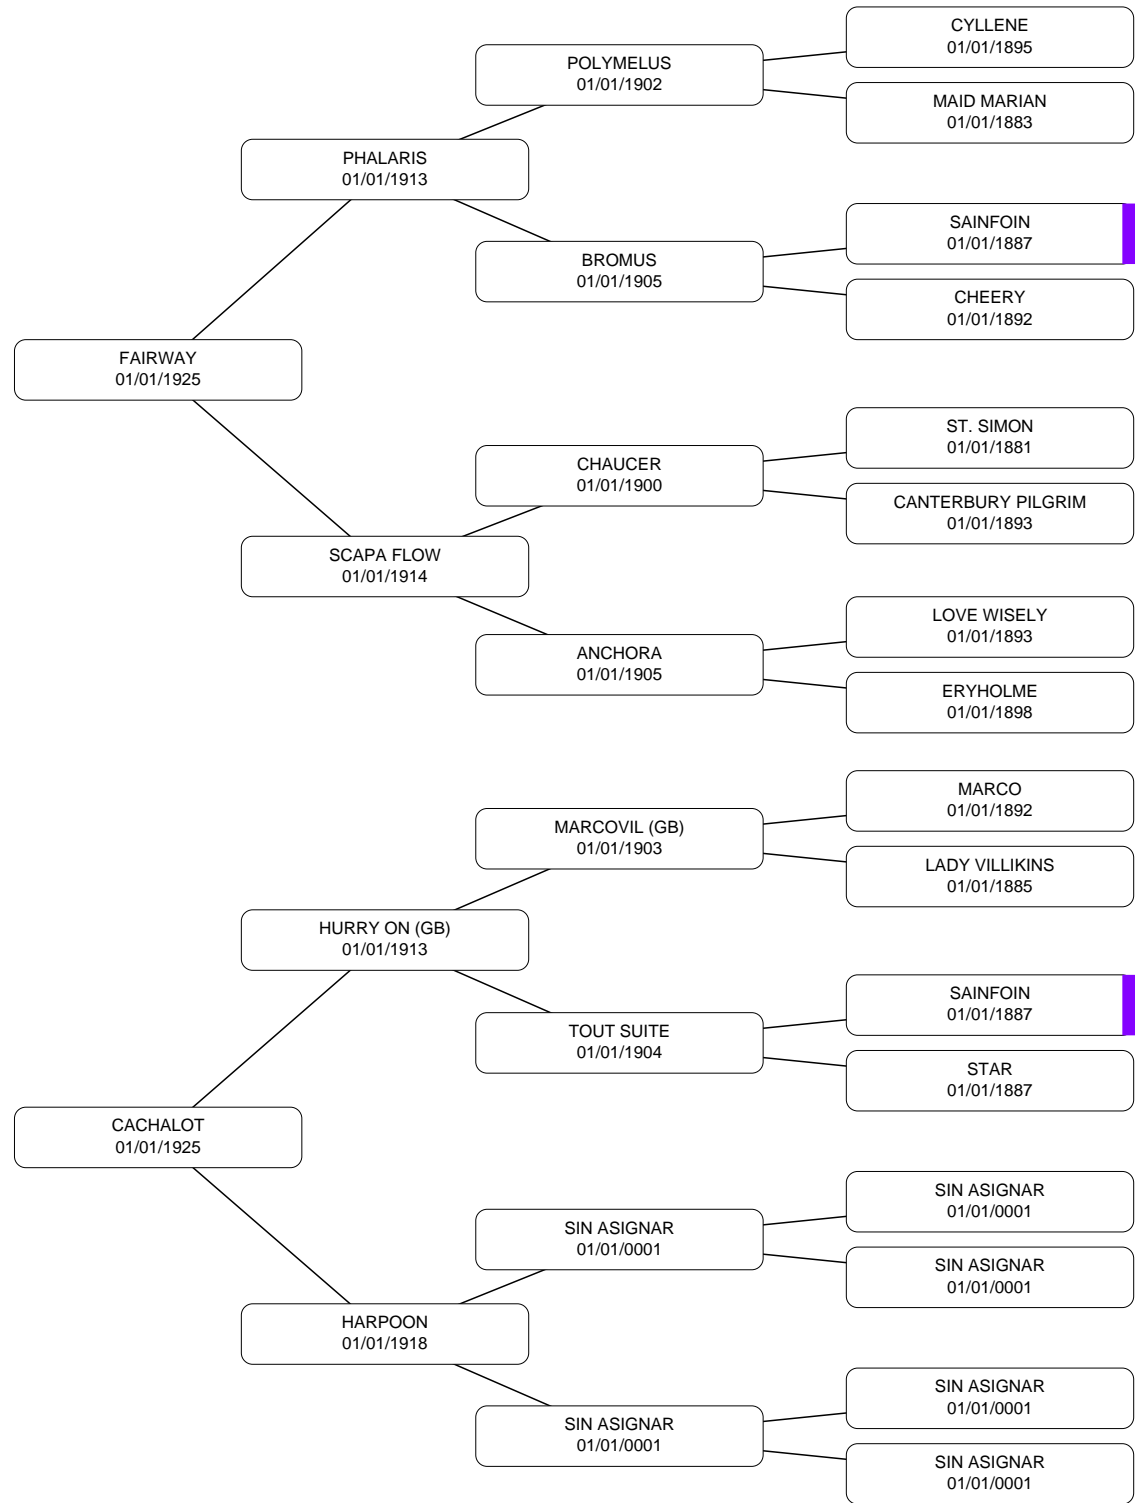 CYLLENE
01/01/1895
POLYMELUS
01/01/1902
MAID MARIAN
01/01/1883
PHALARIS
01/01/1913
SAINFOIN
01/01/1887
BROMUS
01/01/1905
CHEERY
01/01/1892
FAIRWAY
01/01/1925
ST. SIMON
01/01/1881
CHAUCER
01/01/1900
CANTERBURY PILGRIM
01/01/1893
SCAPA FLOW
01/01/1914
LOVE WISELY
01/01/1893
ANCHORA
01/01/1905
ERYHOLME
01/01/1898
MARCO
01/01/1892
MARCOVIL (GB)
01/01/1903
LADY VILLIKINS
01/01/1885
HURRY ON (GB)
01/01/1913
SAINFOIN
01/01/1887
TOUT SUITE
01/01/1904
STAR
01/01/1887
CACHALOT
01/01/1925
SIN ASIGNAR
01/01/0001
SIN ASIGNAR
01/01/0001
SIN ASIGNAR
01/01/0001
HARPOON
01/01/1918
SIN ASIGNAR
01/01/0001
SIN ASIGNAR
01/01/0001
SIN ASIGNAR
01/01/0001